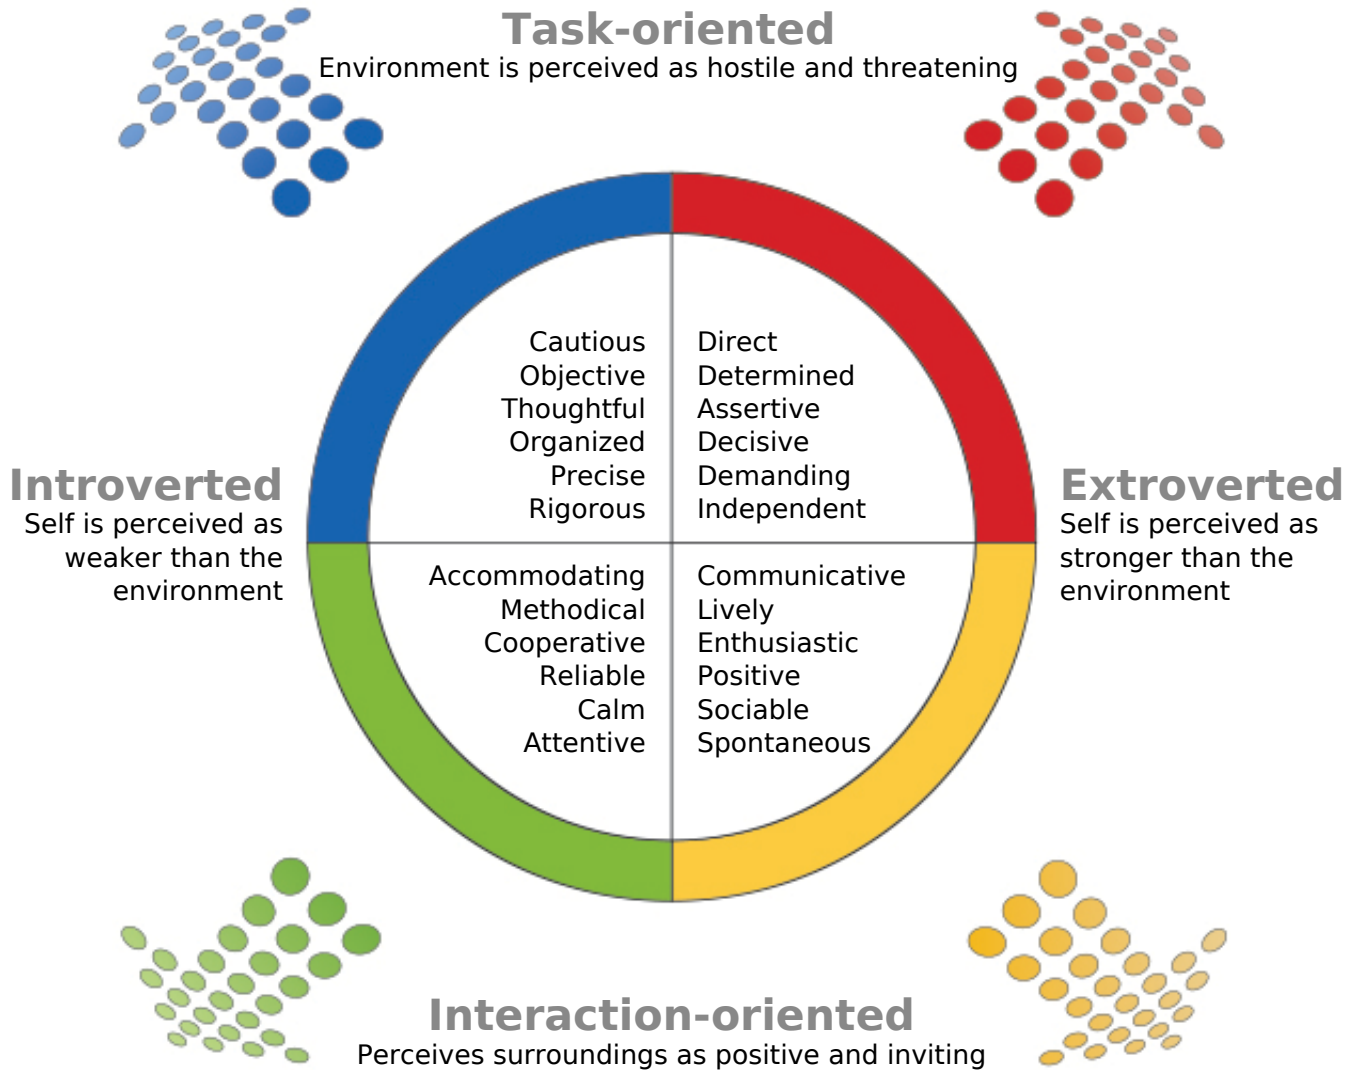 Task-oriented
Environment is perceived as hostile and threatening
Cautious
Objective
Thoughtful
Organized
Precise
Rigorous
Direct
Determined
Assertive
Decisive
Demanding
Independent
Introverted
Self is perceived as
weaker than the
environment
Extroverted
Self is perceived as
stronger than the
environment
Accommodating
Methodical
Cooperative
Reliable
Calm
Attentive
Communicative
Lively
Enthusiastic
Positive
Sociable
Spontaneous
Interaction-oriented
Perceives surroundings as positive and inviting